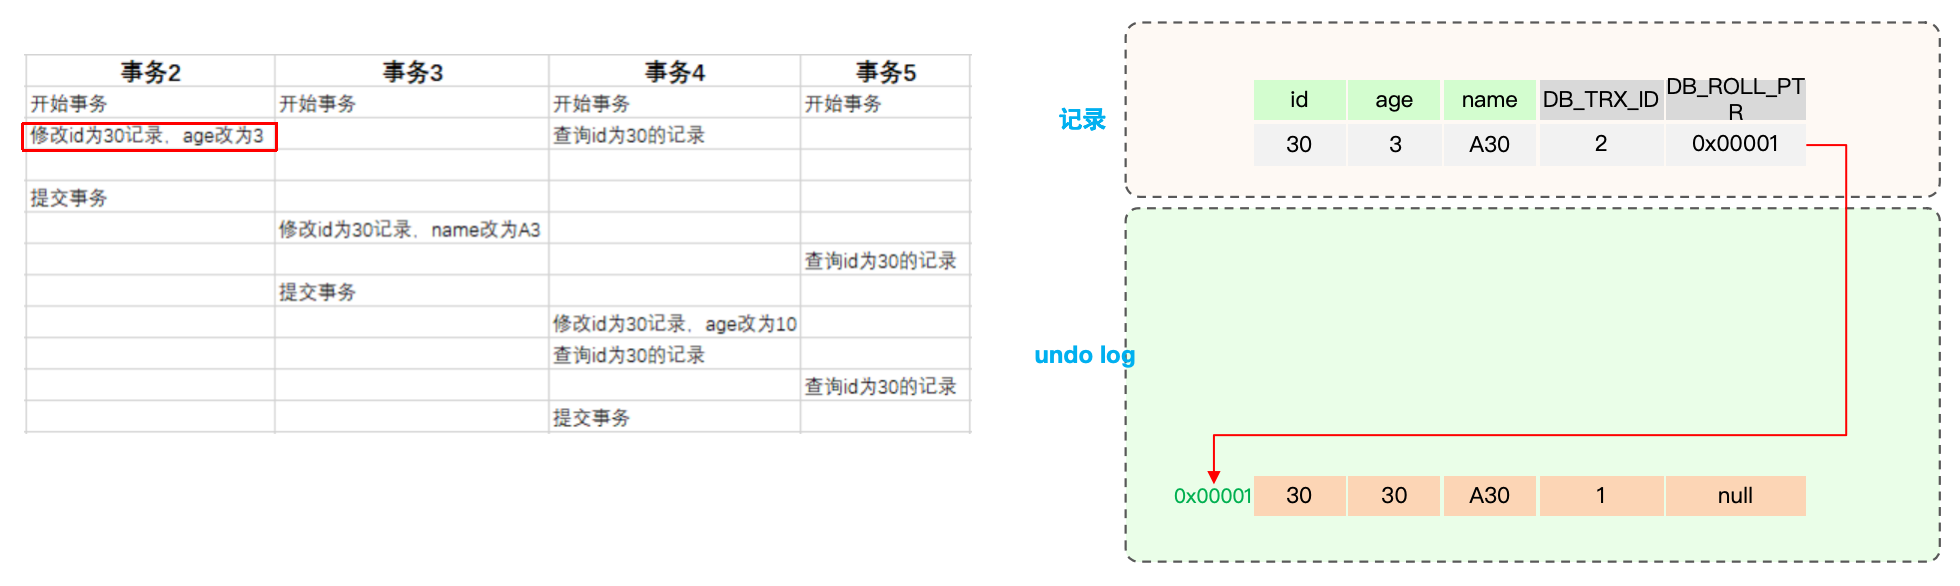 事务2 事务3 事务4 事务5
开始事务 开始事务 开始事务 开始事务
修改id为30记录，age改为3 查询id为30的记录
提交事务
修改id为30记录，name改为A3
查询id为30的记录
提交事务
修改id为30记录，age改为10
查询id为30的记录
查询id为30的记录
提交事务
记录
id age name DB_TRX_ID DB_ROLL_PT
R
30 3 A30 2 0x00001
undo log
0x00001 30 30 A30 1 null